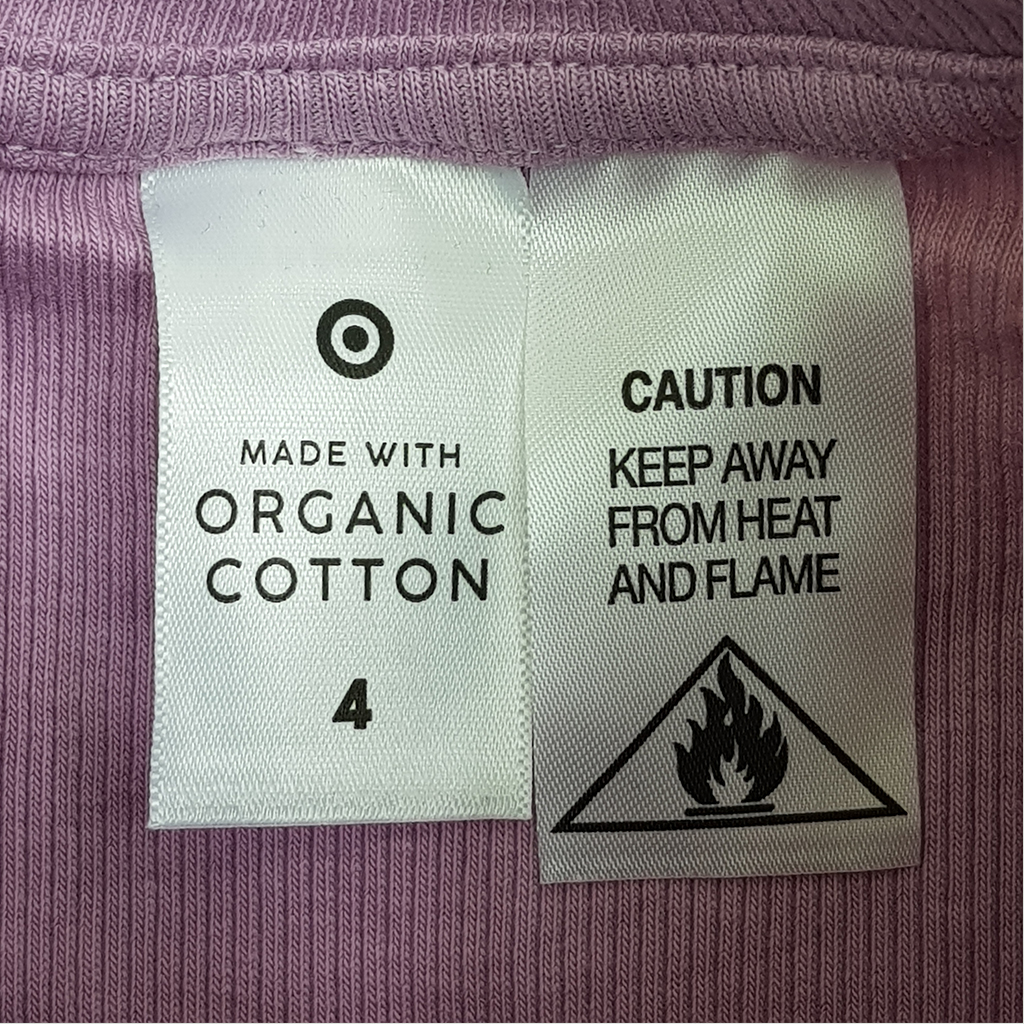 MADE WITH
ORGANIC
COTTON
4
CAUTION
KEEP AWAY
FROM HEAT
AND FLAME